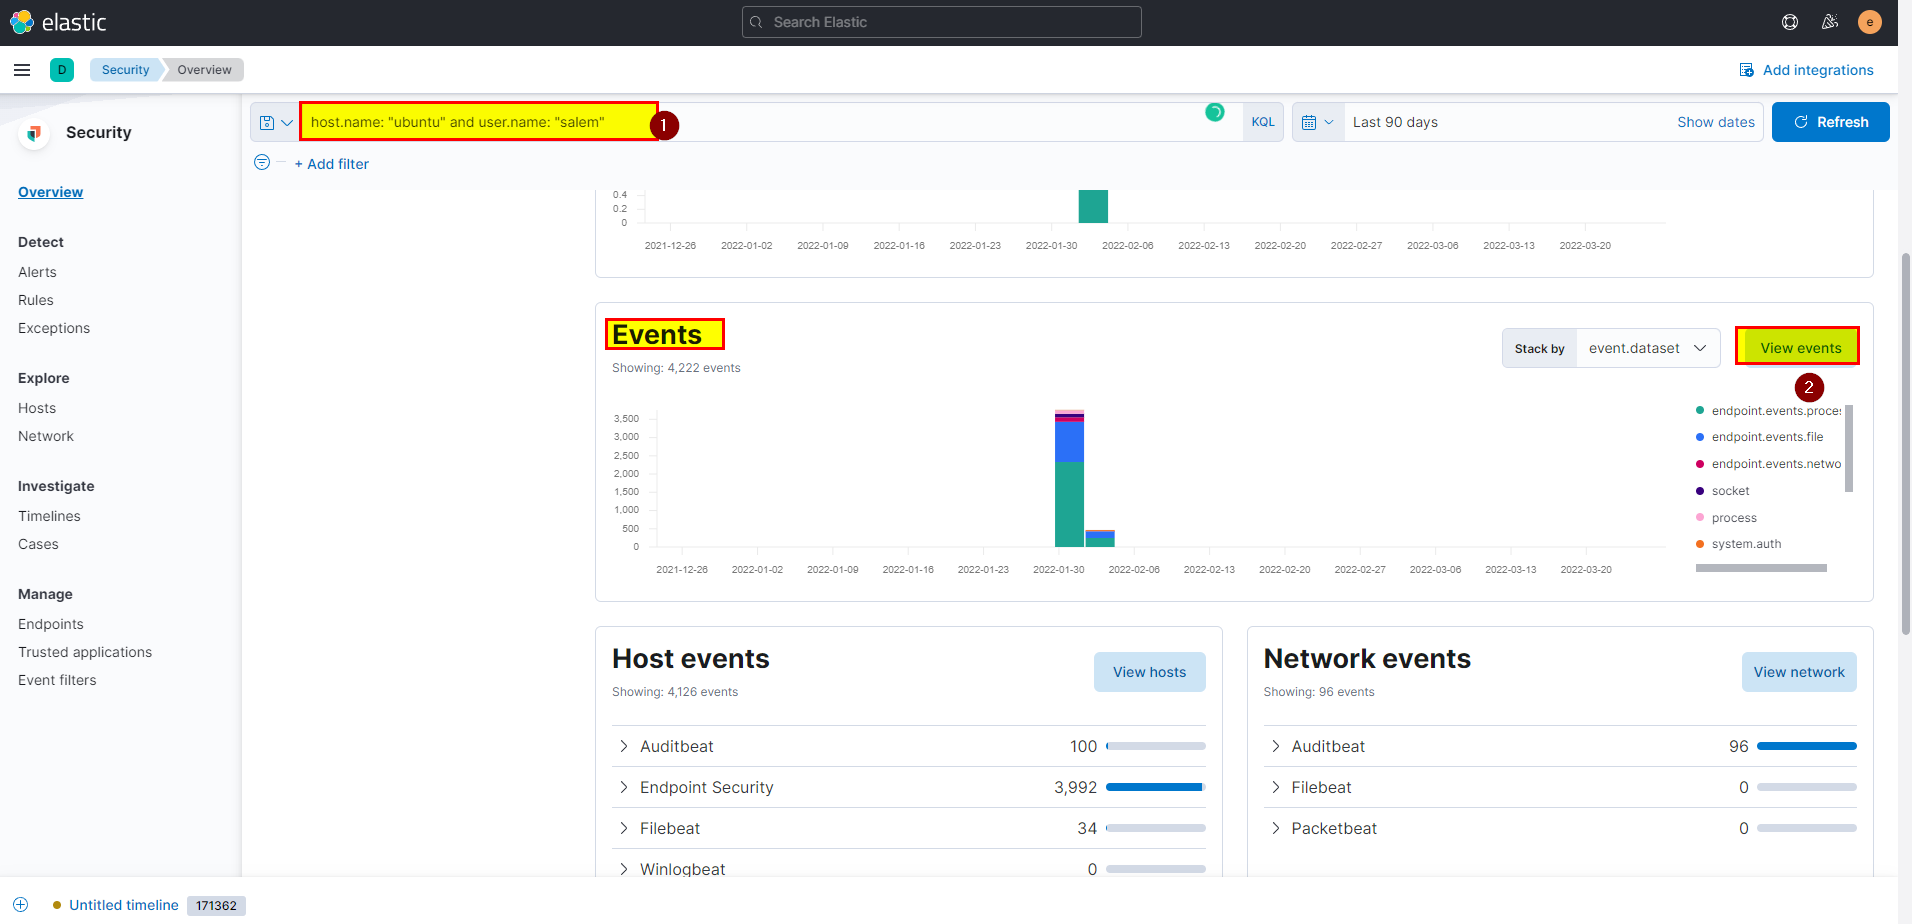 elastic
Search Elastic
e
D
Security
Overview
Add integrations
Security
host.name: "ubuntu" and user.name: "salem"
1
KQL
Last 90 days
Show dates
Refresh
+ Add filter
Overview
Detect
Alerts
Rules
Exceptions
Explore
Hosts
Network
Investigate
Timelines
Cases
Manage
Endpoints
Trusted applications
Event filters
0.4
0.2
0
2021-12-26 2022-01-02 2022-01-09 2022-01-16 2022-01-23 2022-01-30 2022-02-06 2022-02-13 2022-02-20 2022-02-27 2022-03-06 2022-03-13 2022-03-20
Events
Showing: 4,222 events
Stack by event.dataset
View events
2
3,500
3,000
2,500
2,000
1,500
1,000
500
0
2021-12-26 2022-01-02 2022-01-09 2022-01-16 2022-01-23 2022-01-30 2022-02-06 2022-02-13 2022-02-20 2022-02-27 2022-03-06 2022-03-13 2022-03-20
endpoint.events.proces
endpoint.events.file
endpoint.events.netwo
socket
process
system.auth
Host events
Showing: 4,126 events
View hosts
Auditbeat 100
Endpoint Security 3,992
Filebeat 34
Winlogbeat 0
Network events
Showing: 96 events
View network
Auditbeat 96
Filebeat 0
Packetbeat 0
Untitled timeline 171362